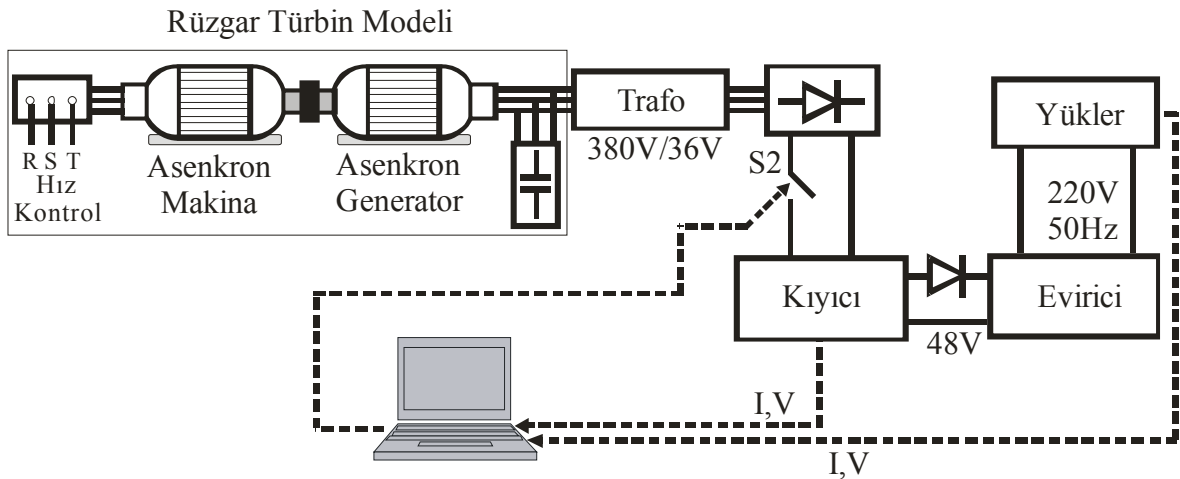 Rüzgar Türbin Modeli
R S T
Hız
Kontrol
Asenkron
Makina
Asenkron
Generator
Trafo
380V/36V
S2
Yükler
220V
50Hz
Kıyıcı
48V
Evirici
I,V
I,V